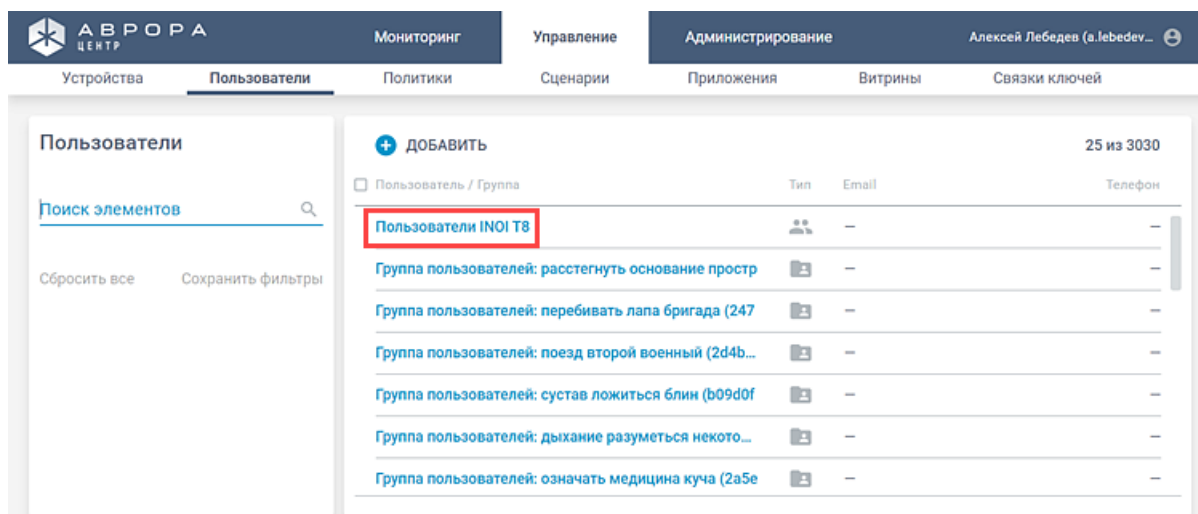 АВРОРА
ЦЕНТР
Мониторинг Управление Администрирование Алексей Лебедев (a.lebedev...
Устройства Пользователи Политики Сценарии Приложения Витрины Связки ключей
Пользователи
Поиск элементов
Сбросить все Сохранить фильтры
ДОБАВИТЬ 25 из 3030
Пользователь / Группа Тип Email Телефон
Пользователи INOI T8 — —
Группа пользователей: расстегнуть основание простр — —
Группа пользователей: перебивать лапа бригада (247 — —
Группа пользователей: поезд второй военный (2d4b... — —
Группа пользователей: сустав ложиться блин (b09d0f — —
Группа пользователей: дыхание разуметься некото... — —
Группа пользователей: означать медицина куча (2a5e — —